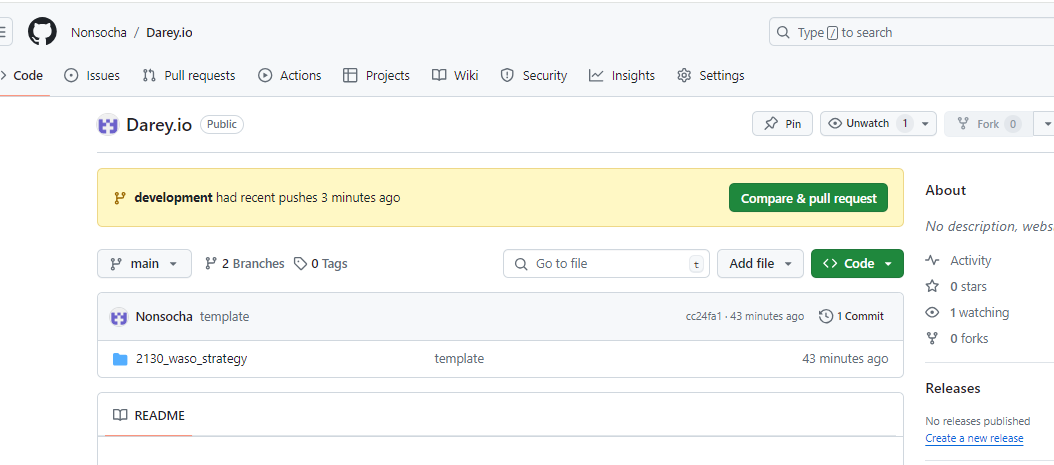 Nonsocha / Darey.io
Type / to search
Code Issues Pull requests Actions Projects Wiki Security Insights Settings
Darey.io Public
Pin Unwatch 1 Fork 0
development had recent pushes 3 minutes ago
Compare & pull request
main 2 Branches 0 Tags
Go to file t
Add file
<> Code
Nonsocha template
cc24fa1 · 43 minutes ago 1 Commit
2130_waso_strategy template 43 minutes ago
README
About
No description,
Activity
0 stars
1 watching
0 forks
Releases
No releases published
Create a new release